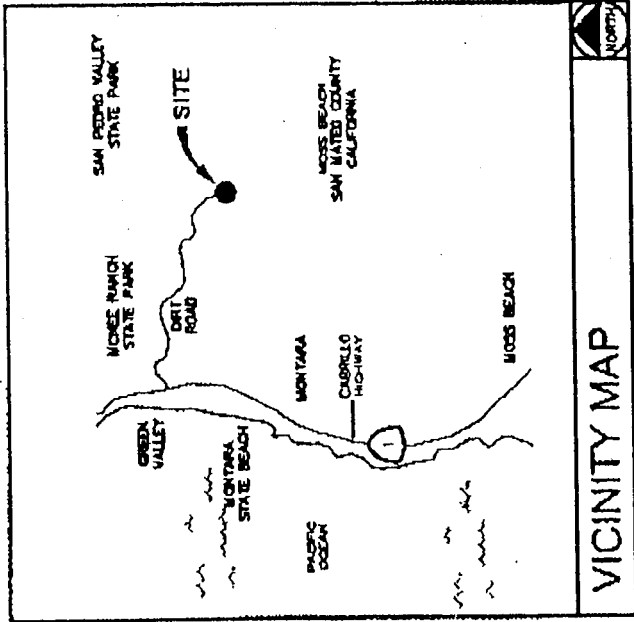 SAN PEDRO VALLEY
STATE PARK
SITE
MCNEE RANCH
STATE PARK
DIRT
ROAD
GREEN
VALLEY
MONTARA
STATE BEACH
MOSS BEACH
SAN MATEO COUNTY
CALIFORNIA
MONTARA
CABRILLO
HIGHWAY
1
PACIFIC
OCEAN
MOSS BEACH
VICINITY MAP
NORTH